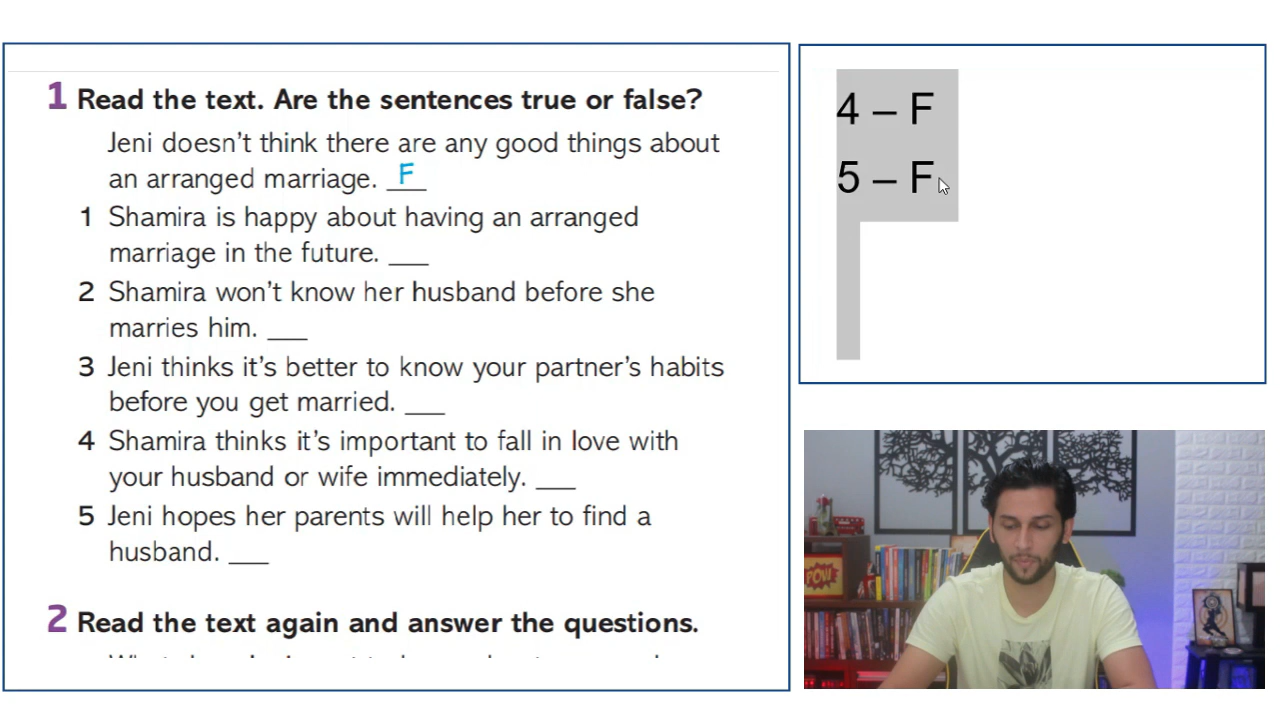 1 Read the text. Are the sentences true or false?
Jeni doesn't think there are any good things about
an arranged marriage. F
1 Shamira is happy about having an arranged
marriage in the future. ___
2 Shamira won't know her husband before she
marries him. ___
3 Jeni thinks it's better to know your partner's habits
before you get married. ___
4 Shamira thinks it's important to fall in love with
your husband or wife immediately. ___
5 Jeni hopes her parents will help her to find a
husband. ___
2 Read the text again and answer the questions.
4 – F
5 – F
POW